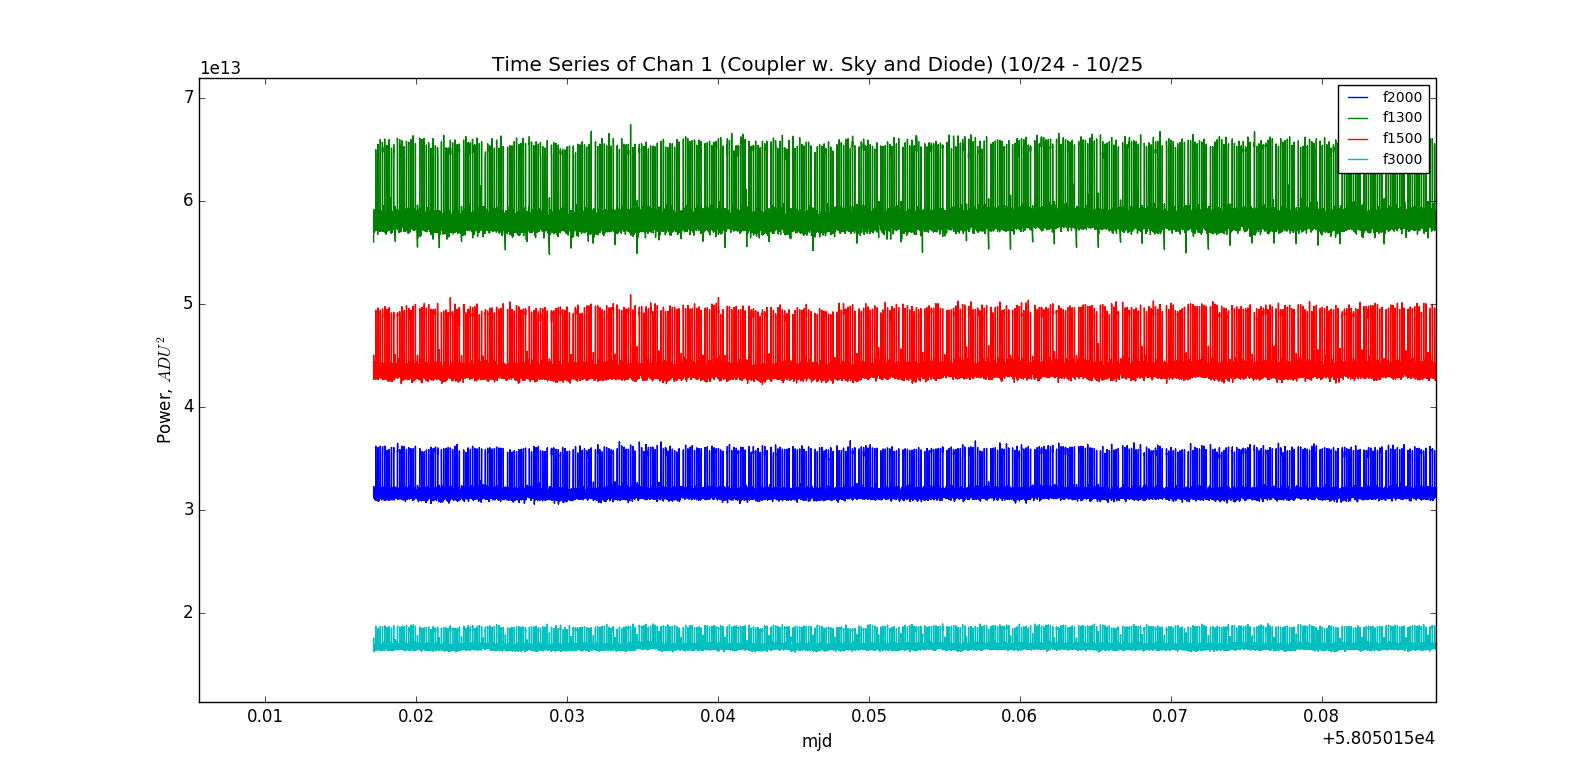 Time Series of Chan 1 (Coupler w. Sky and Diode) (10/24 - 10/25
1e13
7
6
5
4
3
2
Power, ADU²
f2000
f1300
f1500
f3000
0.01 0.02 0.03 0.04 0.05 0.06 0.07 0.08
mjd
+5.805015e4